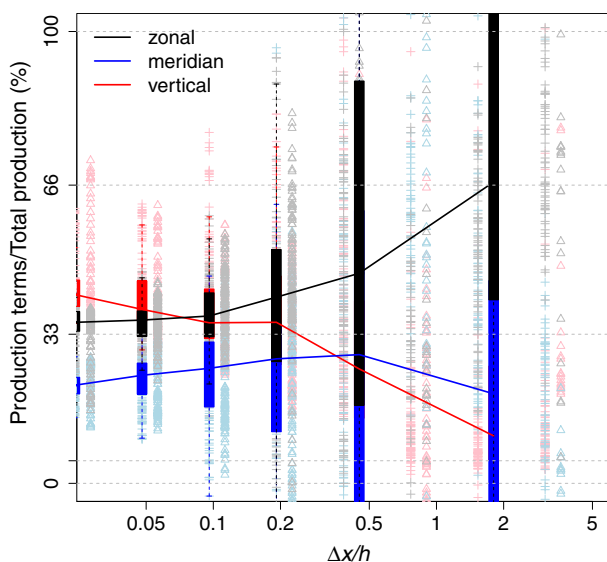 Production terms/Total production (%)
100
66
33
0
zonal
meridian
vertical
0.05 0.1 0.2 0.5 1 2 5
Δx/h